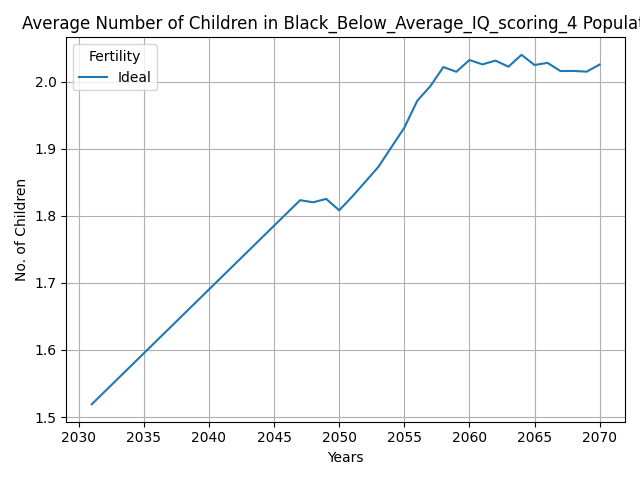 Average Number of Children in Black_Below_Average_IQ_scoring_4 Populat
Fertility
Ideal
No. of Children
2.0
1.9
1.8
1.7
1.6
1.5
2030 2035 2040 2045 2050 2055 2060 2065 2070
Years